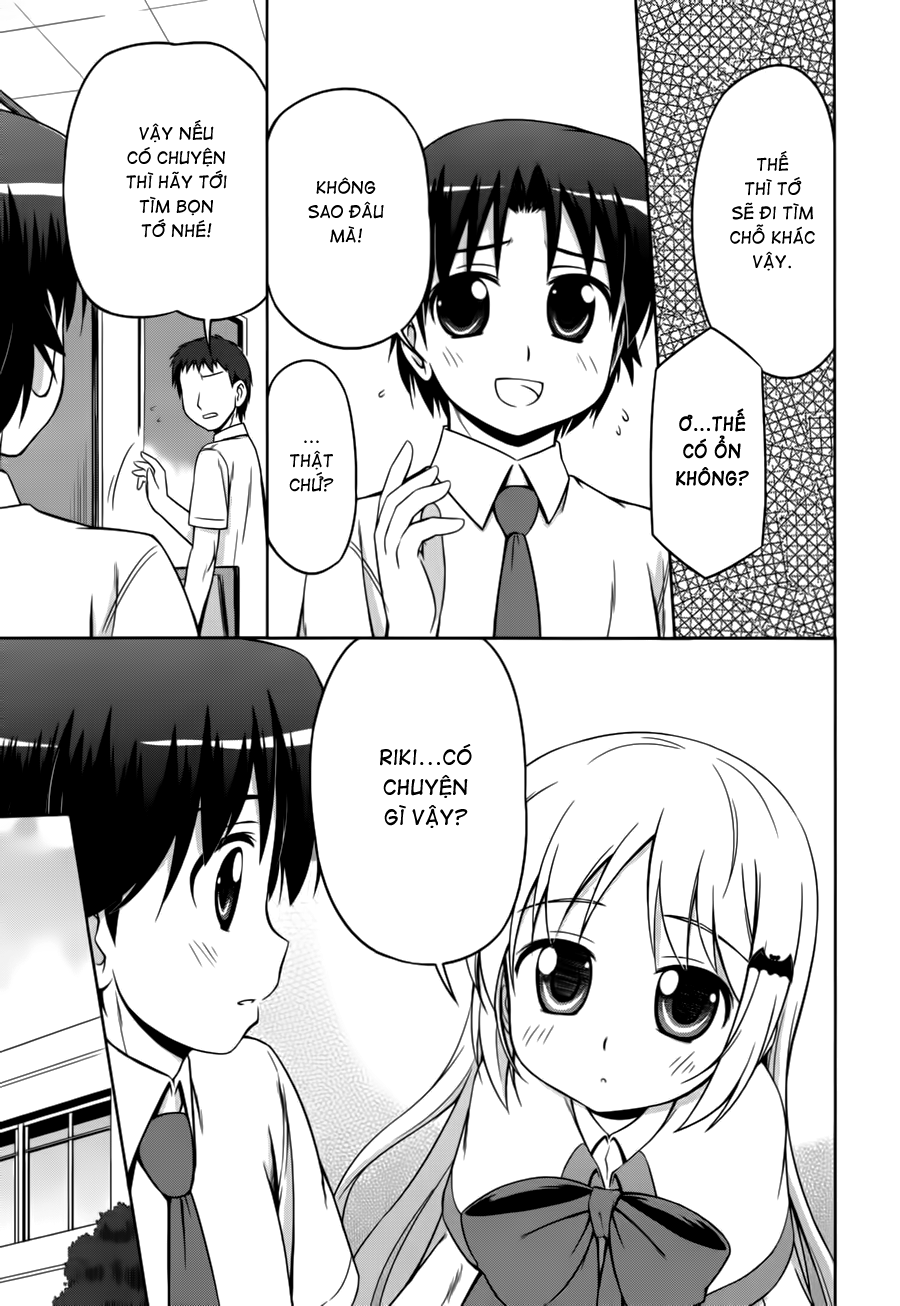 THẾ
THÌ TỚ
SẼ ĐI TÌM
CHỖ KHÁC
VẬY.
Ơ...THẾ
CÓ ỔN
KHÔNG?
KHÔNG
SAO ĐÂU
MÀ!
...
THẬT
CHỨ?
VẬY NẾU
CÓ CHUYỆN
THÌ HÃY TỚI
TÌM BỌN
TỚ NHÉ!
RIKI...CÓ
CHUYỆN
GÌ VẬY?